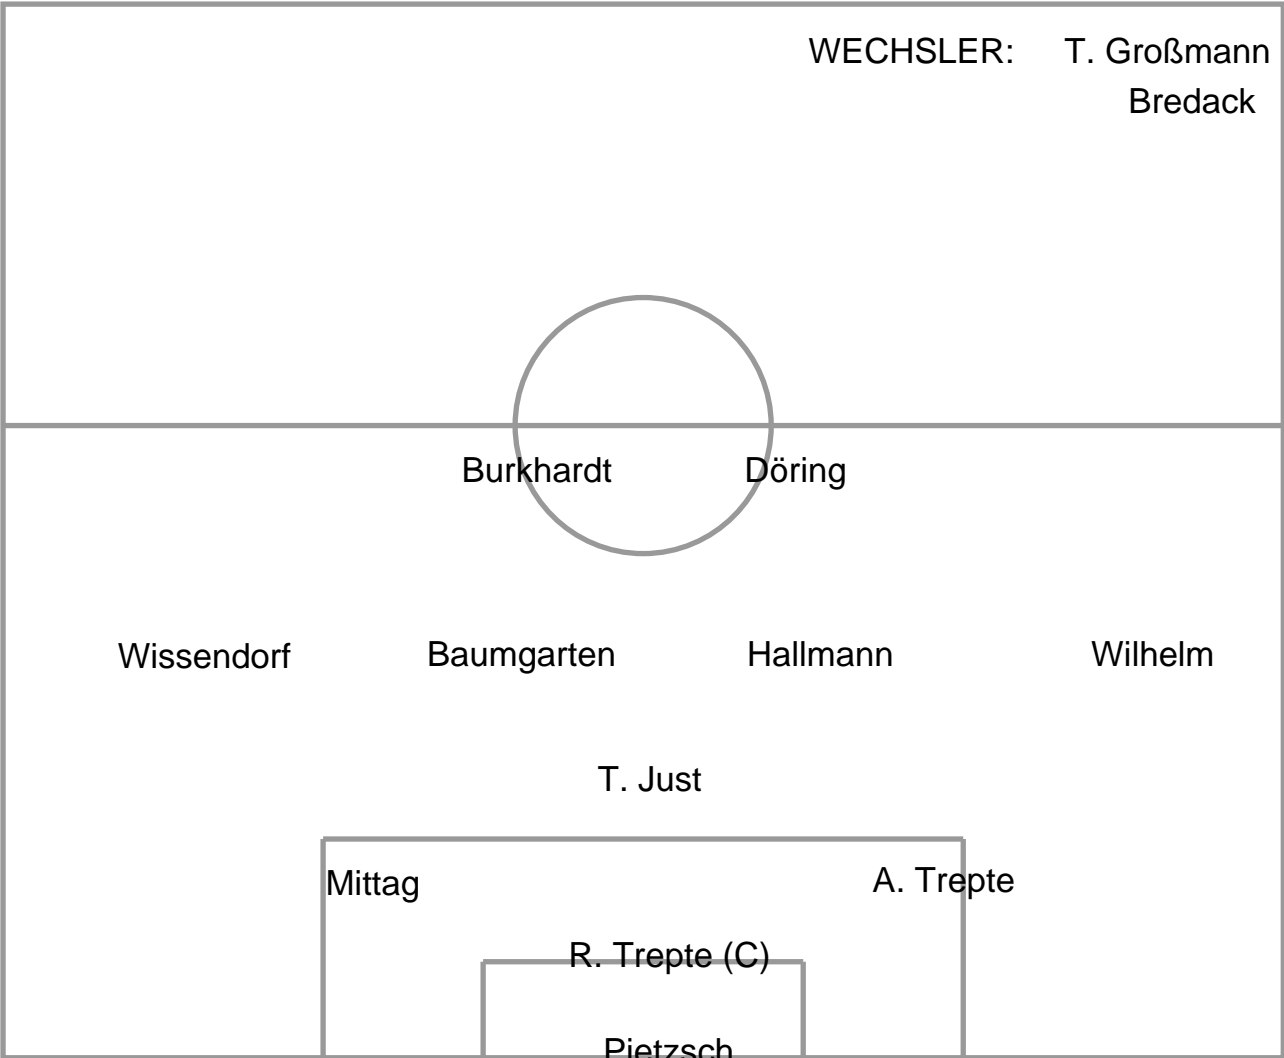 WECHSLER: T. Großmann
Bredack
Burkhardt Döring
Wissendorf Baumgarten Hallmann Wilhelm
T. Just
Mittag A. Trepte
R. Trepte (C)
Pietzsch